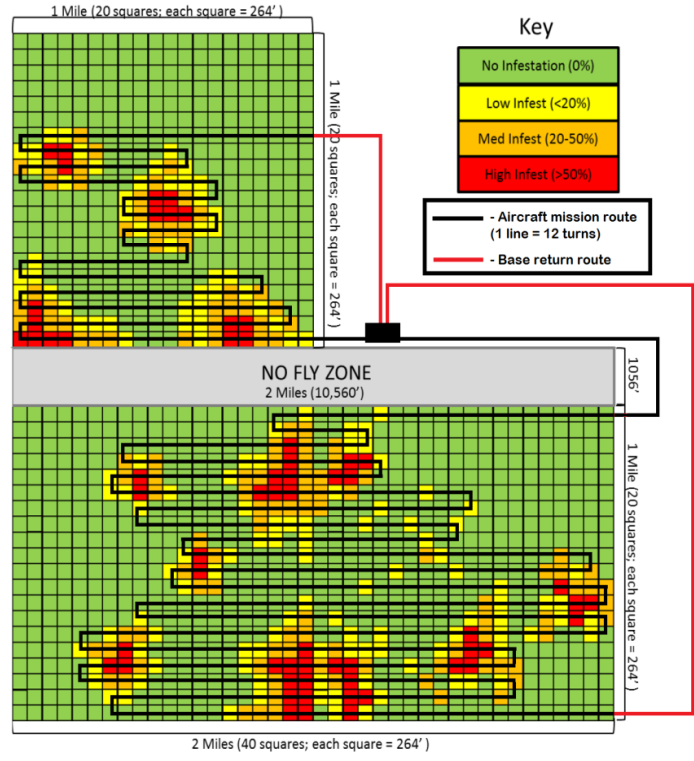 1 Mile (20 squares; each square = 264')
Key
No Infestation (0%)
Low Infest (<20%)
Med Infest (20-50%)
High Infest (>50%)
- Aircraft mission route
(1 line = 12 turns)
- Base return route
1 Mile (20 squares; each square = 264')
NO FLY ZONE
2 Miles (10,560')
1056'
1 Mile (20 squares; each square = 264')
2 Miles (40 squares; each square = 264')